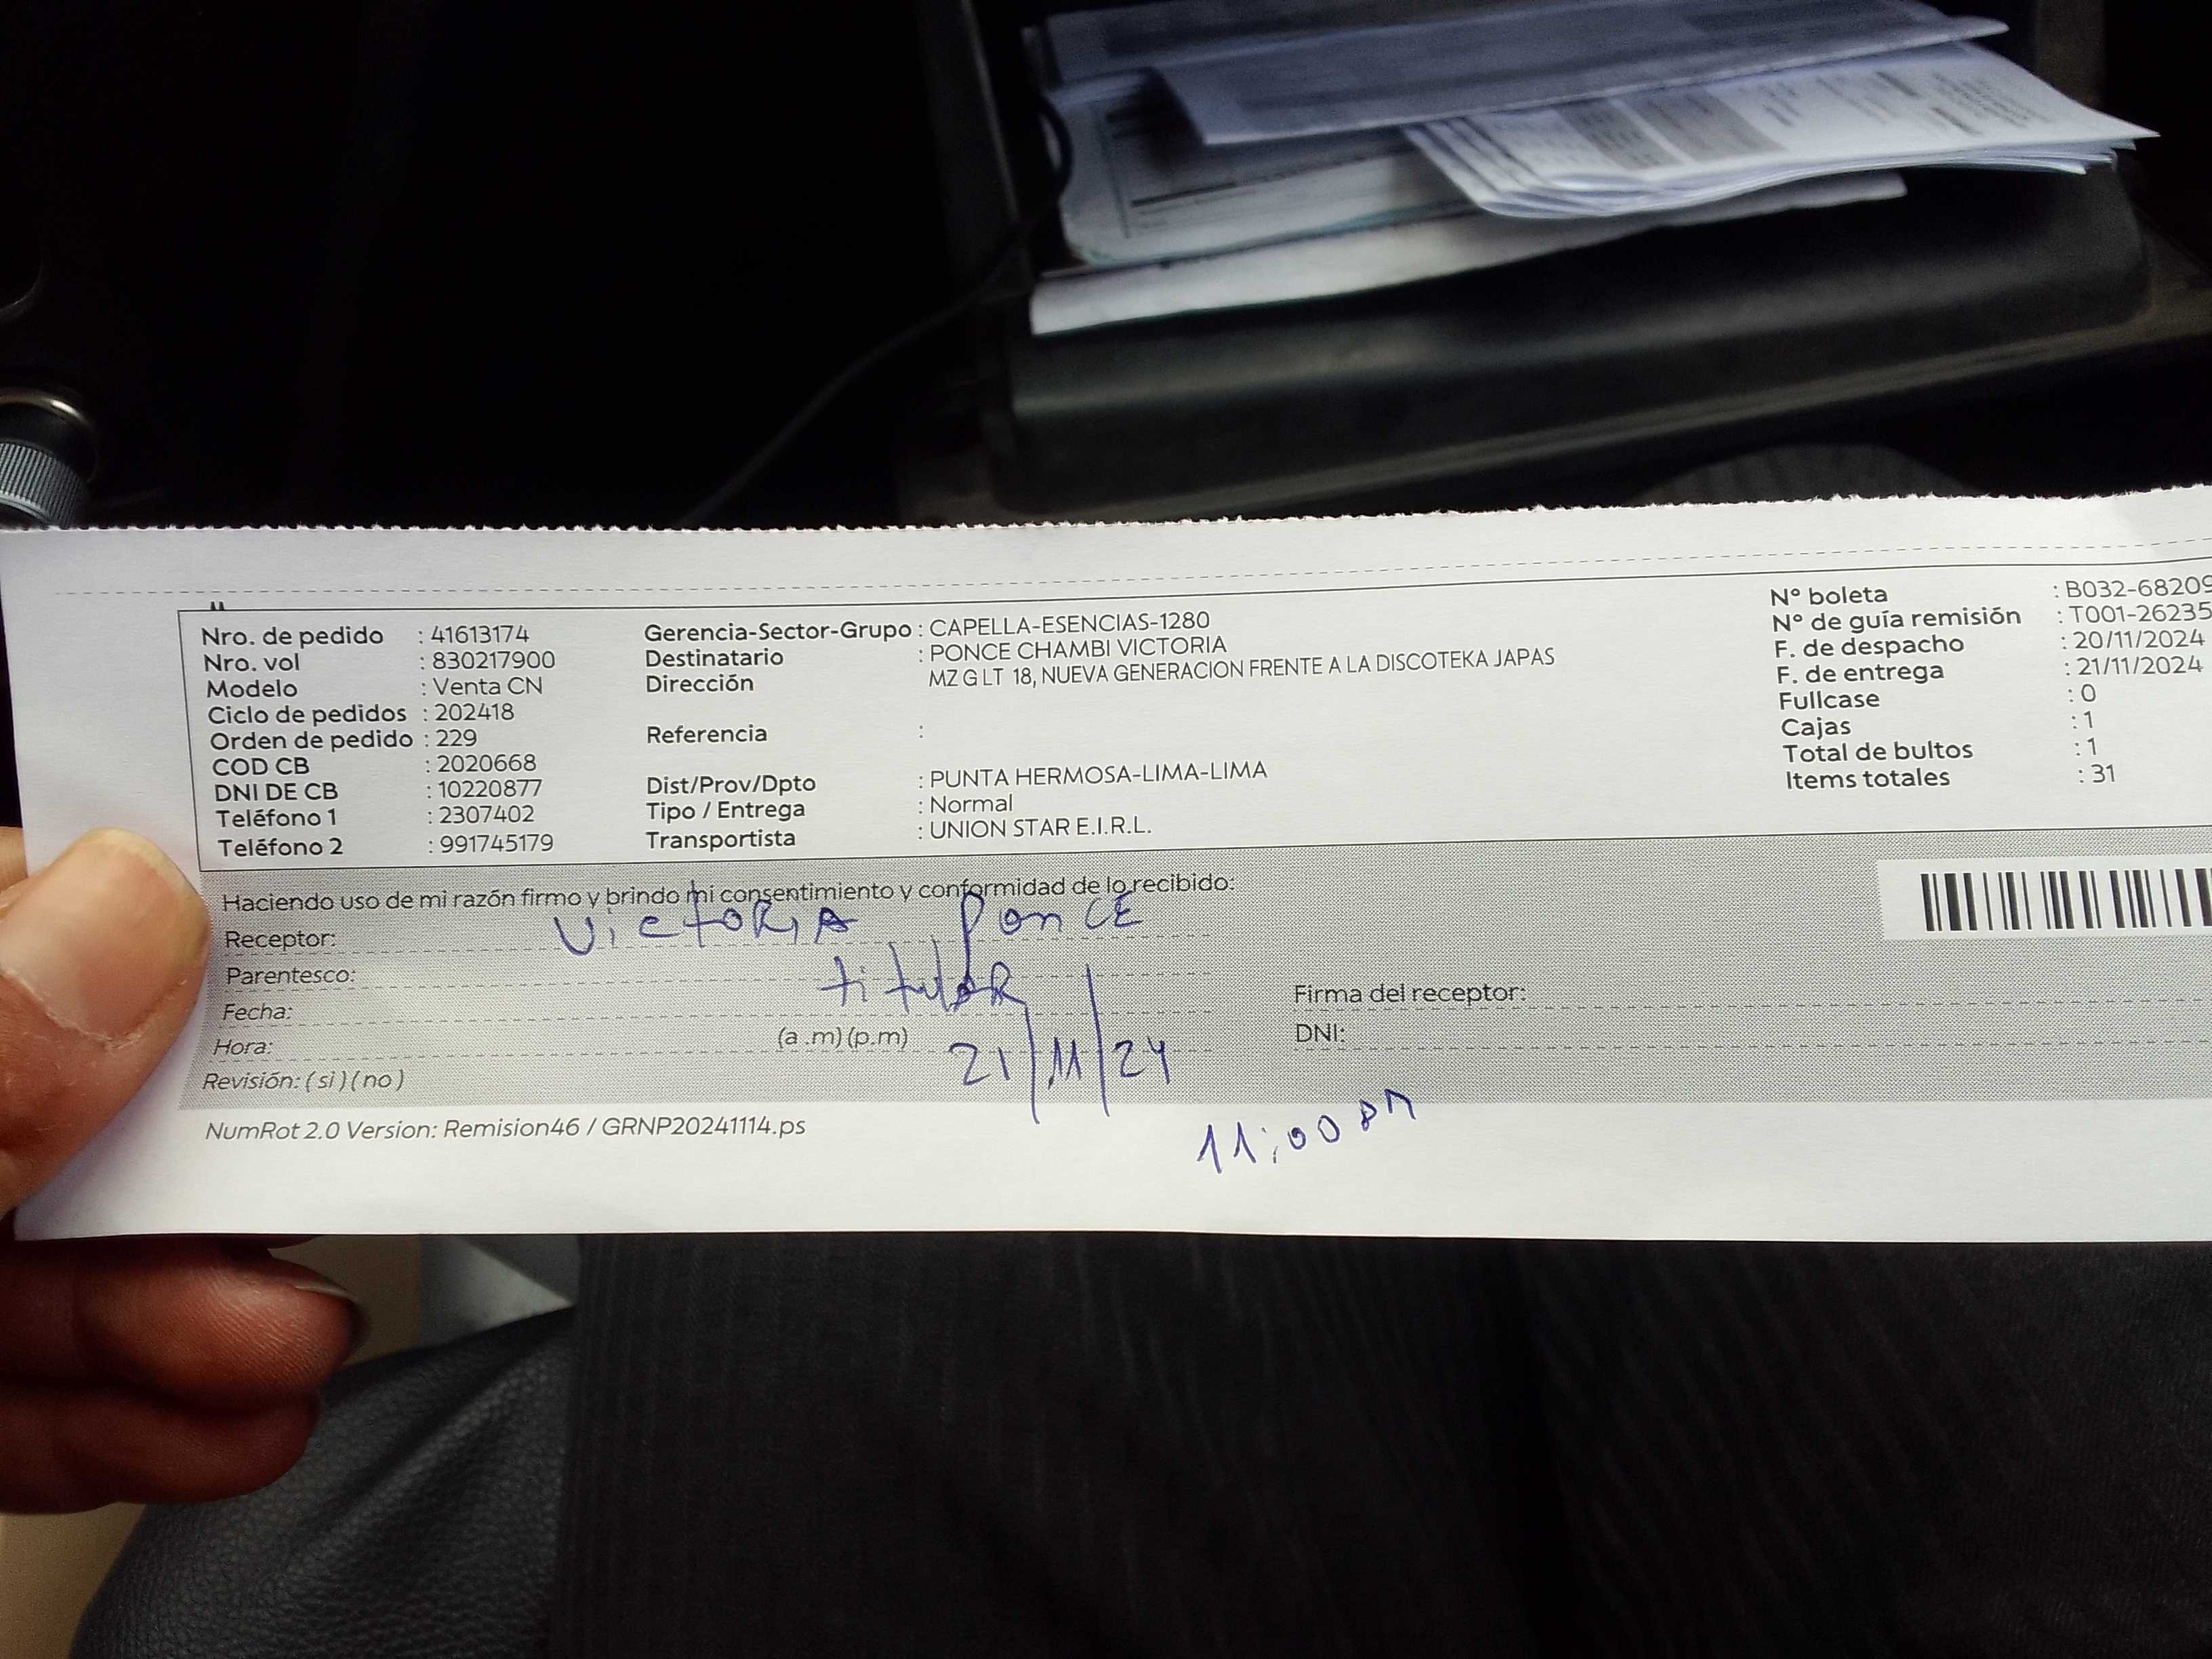 Nro. de pedido : 41613174
Nro. vol : 830217900
Modelo : Venta CN
Ciclo de pedidos : 202418
Orden de pedido : 229
COD CB : 2020668
DNI DE CB : 10220877
Teléfono 1 : 2307402
Teléfono 2 : 991745179
Gerencia-Sector-Grupo : CAPELLA-ESENCIAS-1280
Destinatario : PONCE CHAMBI VICTORIA
Dirección MZ G LT 18, NUEVA GENERACION FRENTE A LA DISCOTEKA JAPAS
Referencia :
Dist/Prov/Dpto : PUNTA HERMOSA-LIMA-LIMA
Tipo / Entrega : Normal
Transportista : UNION STAR E.I.R.L.
N° boleta : B032-68209
N° de guía remisión : T001-26235
F. de despacho : 20/11/2024
F. de entrega : 21/11/2024
Fullcase : 0
Cajas : 1
Total de bultos : 1
Items totales : 31
Haciendo uso de mi razón firmo y brindo mi consentimiento y conformidad de lo recibido:
Receptor: VictoRIA PonCE
Parentesco: titulaR
Fecha: 21/11/24
Hora: (a .m) (p.m) 11:00
Revisión: ( si ) ( no )
Firma del receptor:
DNI:
NumRot 2.0 Version: Remision46 / GRNP20241114.ps